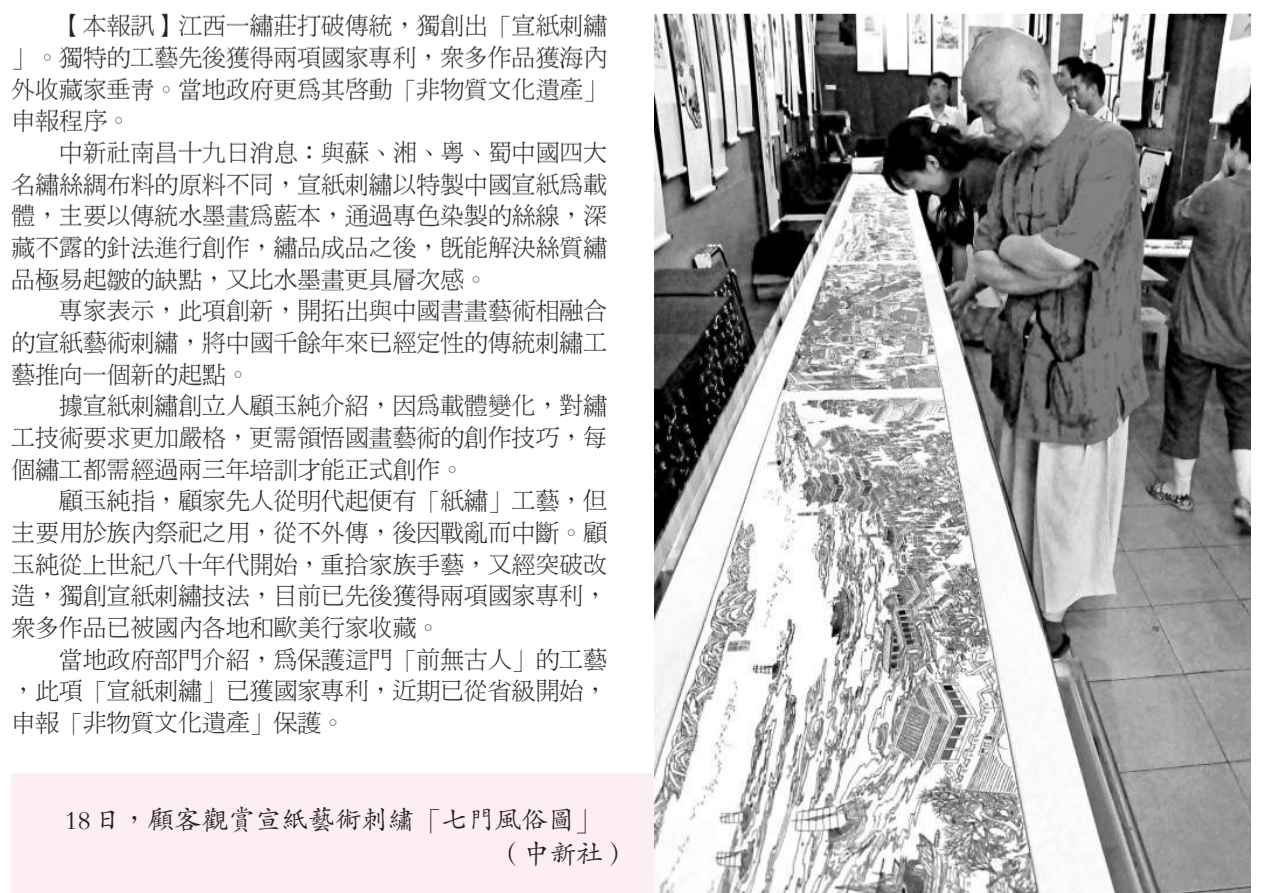 【本報訊】江西一繡莊打破傳統，獨創出「宣紙刺繡
」。獨特的工藝先後獲得兩項國家專利，衆多作品獲海內
外收藏家垂青。當地政府更爲其啓動「非物質文化遺產」
申報程序。
中新社南昌十九日消息：與蘇、湘、粵、蜀中國四大
名繡絲綢布料的原料不同，宣紙刺繡以特製中國宣紙爲載
體，主要以傳統水墨畫爲藍本，通過專色染製的絲線，深
藏不露的針法進行創作，繡品成品之後，旣能解決絲質繡
品極易起皺的缺點，又比水墨畫更具層次感。
專家表示，此項創新，開拓出與中國書畫藝術相融合
的宣紙藝術刺繡，將中國千餘年來已經定性的傳統刺繡工
藝推向一個新的起點。
據宣紙刺繡創立人顧玉純介紹，因爲載體變化，對繡
工技術要求更加嚴格，更需領悟國畫藝術的創作技巧，每
個繡工都需經過兩三年培訓才能正式創作。
顧玉純指，顧家先人從明代起便有「紙繡」工藝，但
主要用於族內祭祀之用，從不外傳，後因戰亂而中斷。顧
玉純從上世紀八十年代開始，重拾家族手藝，又經突破改
造，獨創宣紙刺繡技法，目前已先後獲得兩項國家專利，
衆多作品已被國內各地和歐美行家收藏。
當地政府部門介紹，爲保護這門「前無古人」的工藝
，此項「宣紙刺繡」已獲國家專利，近期已從省級開始，
申報「非物質文化遺產」保護。
18日，顧客觀賞宣紙藝術刺繡「七門風俗圖」
（中新社）